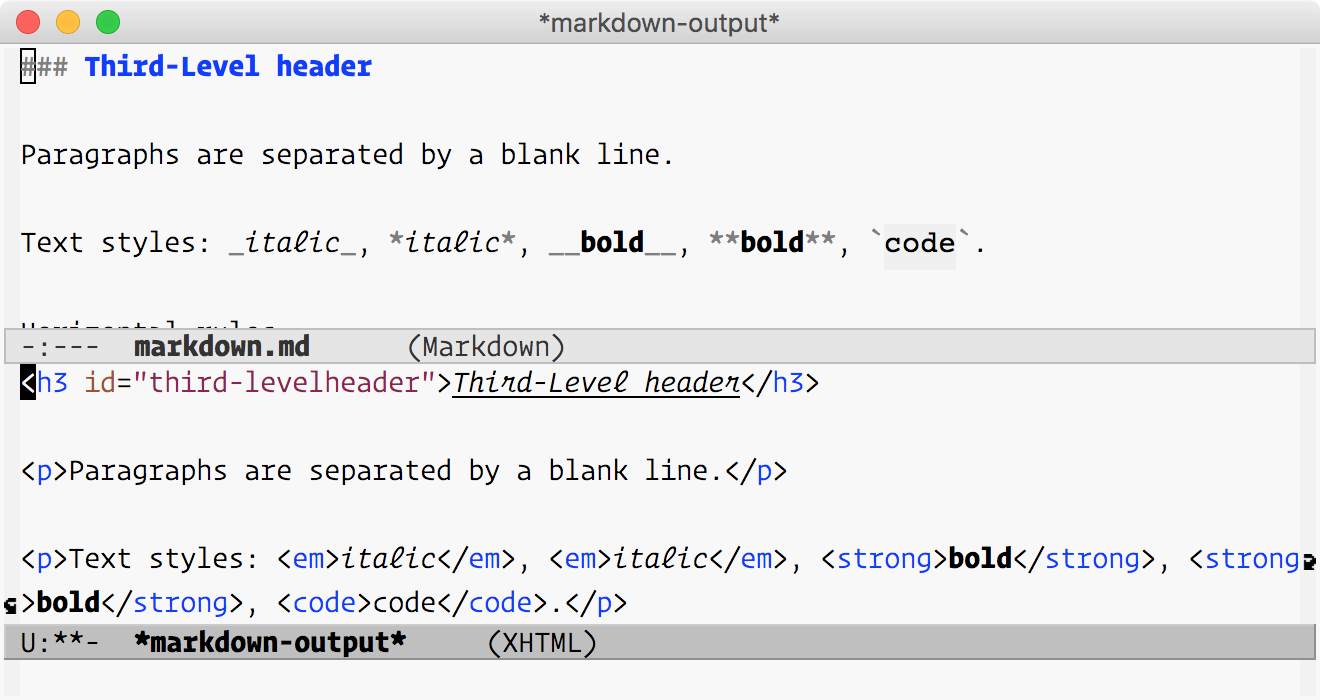 *markdown-output*
### Third-Level header
Paragraphs are separated by a blank line.
Text styles: _italic_, *italic*, __bold__, **bold**, `code`.
Horizontal rules
-:--- markdown.md (Markdown)
<h3 id="third-levelheader">Third-Level header</h3>
<p>Paragraphs are separated by a blank line.</p>
<p>Text styles: <em>italic</em>, <em>italic</em>, <strong>bold</strong>, <strong
>bold</strong>, <code>code</code>.</p>
U:**- *markdown-output* (XHTML)